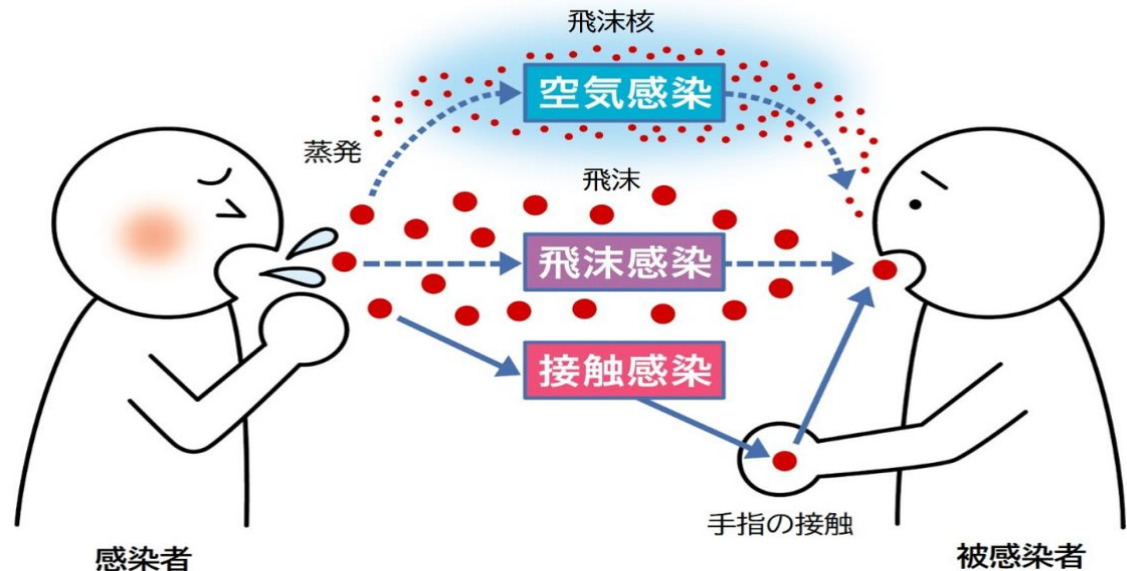 飛沫核
空気感染
蒸発
飛沫
飛沫感染
接触感染
手指の接触
感染者
被感染者